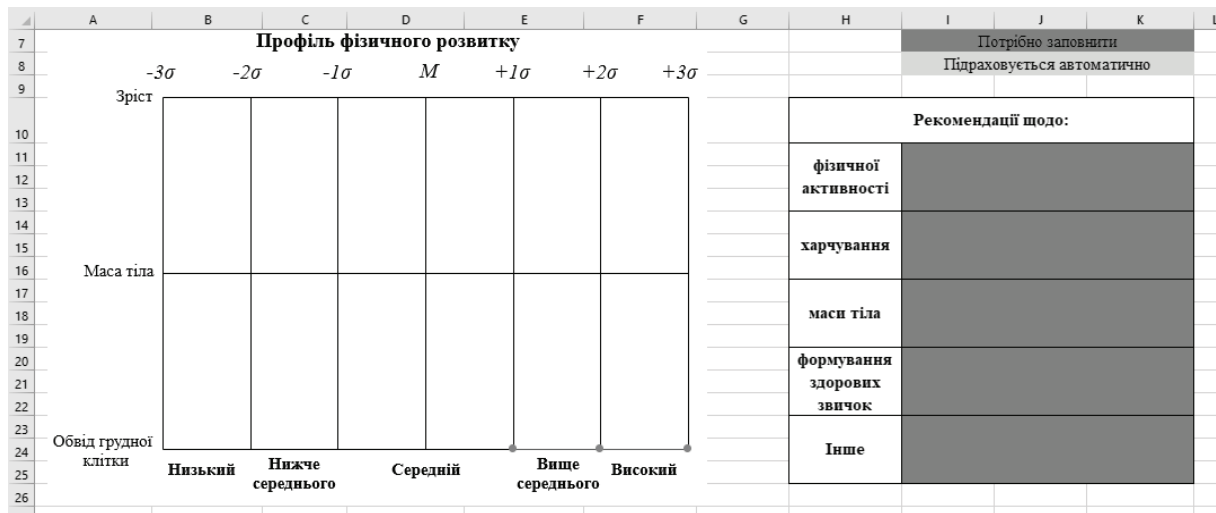 A B C D E F G H I J K L
7 Профіль фізичного розвитку Потрібно заповнити
8 -3σ -2σ -1σ M +1σ +2σ +3σ Підраховується автоматично
9 Зріст
10 Рекомендації щодо:
11
12 фізичної
13 активності
14
15 харчування
16 Маса тіла
17
18 маси тіла
19
20 формування
21 здорових
22 звичок
23
24 Обвід грудної
клітки Інше
25 Низький Нижче
середнього Середній Вище
середнього Високий
26